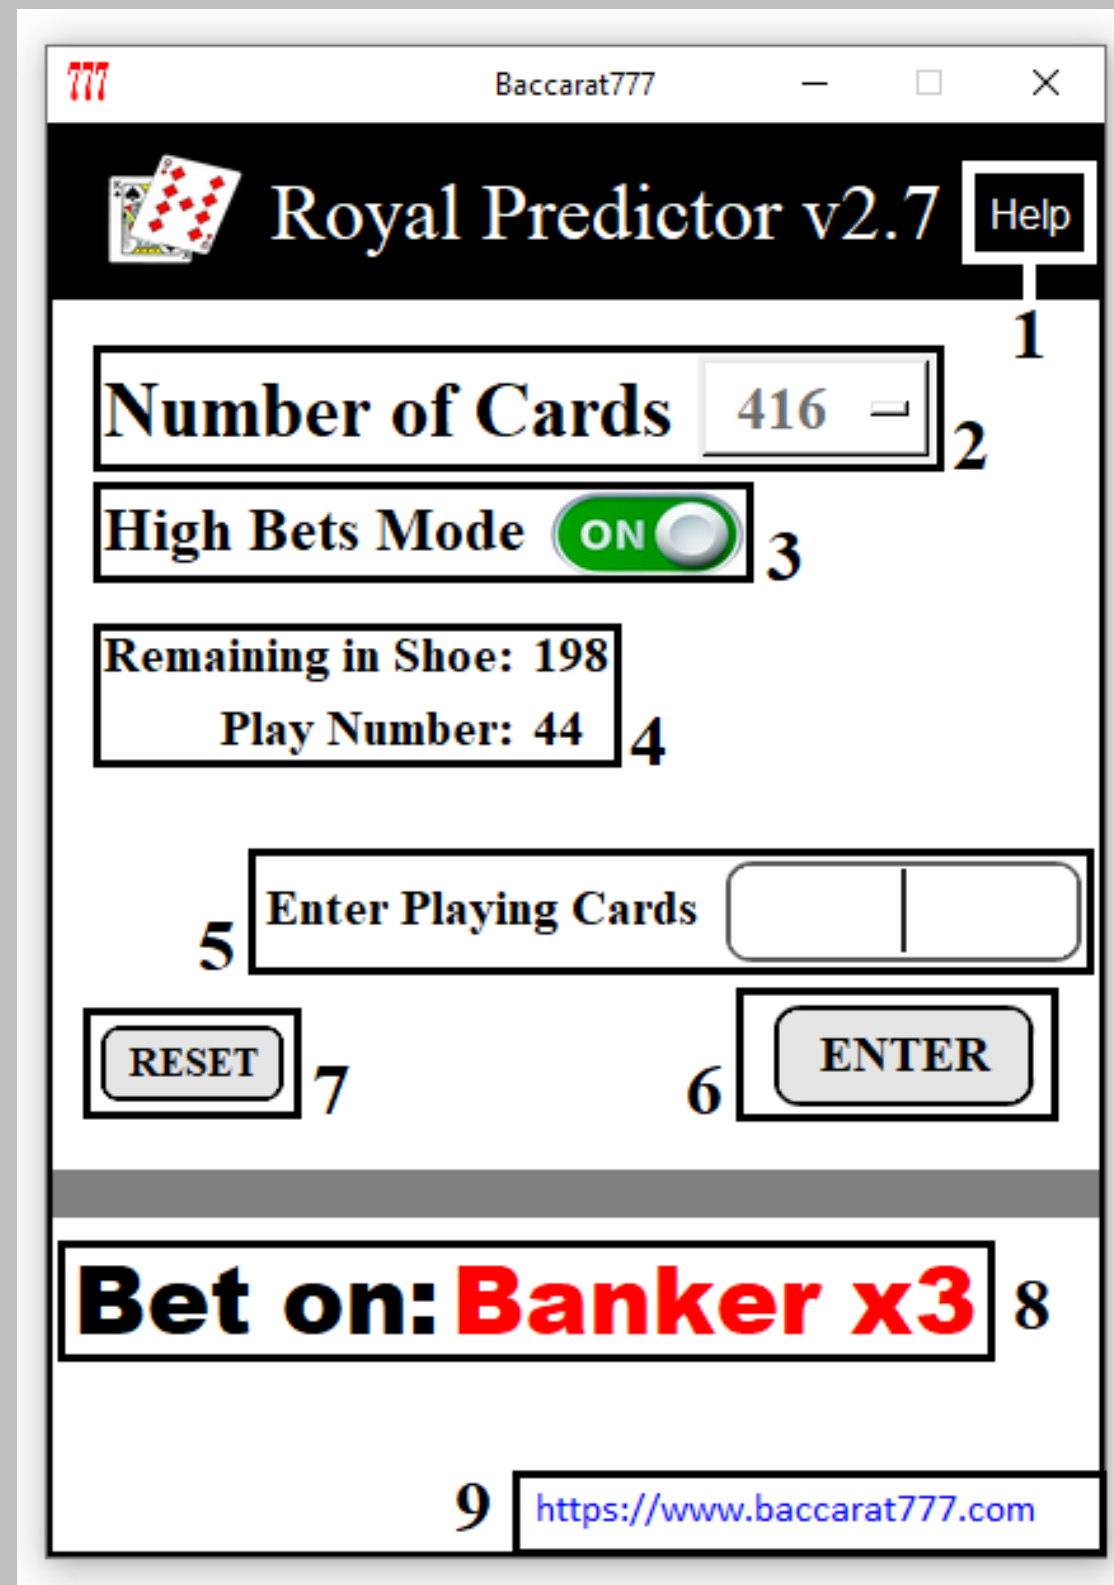 777 Baccarat777
Royal Predictor v2.7 Help
1
Number of Cards 416
2
High Bets Mode ON
3
Remaining in Shoe: 198
Play Number: 44
4
Enter Playing Cards
5
RESET
7
ENTER
6
Bet on: Banker x3
8
9
https://www.baccarat777.com